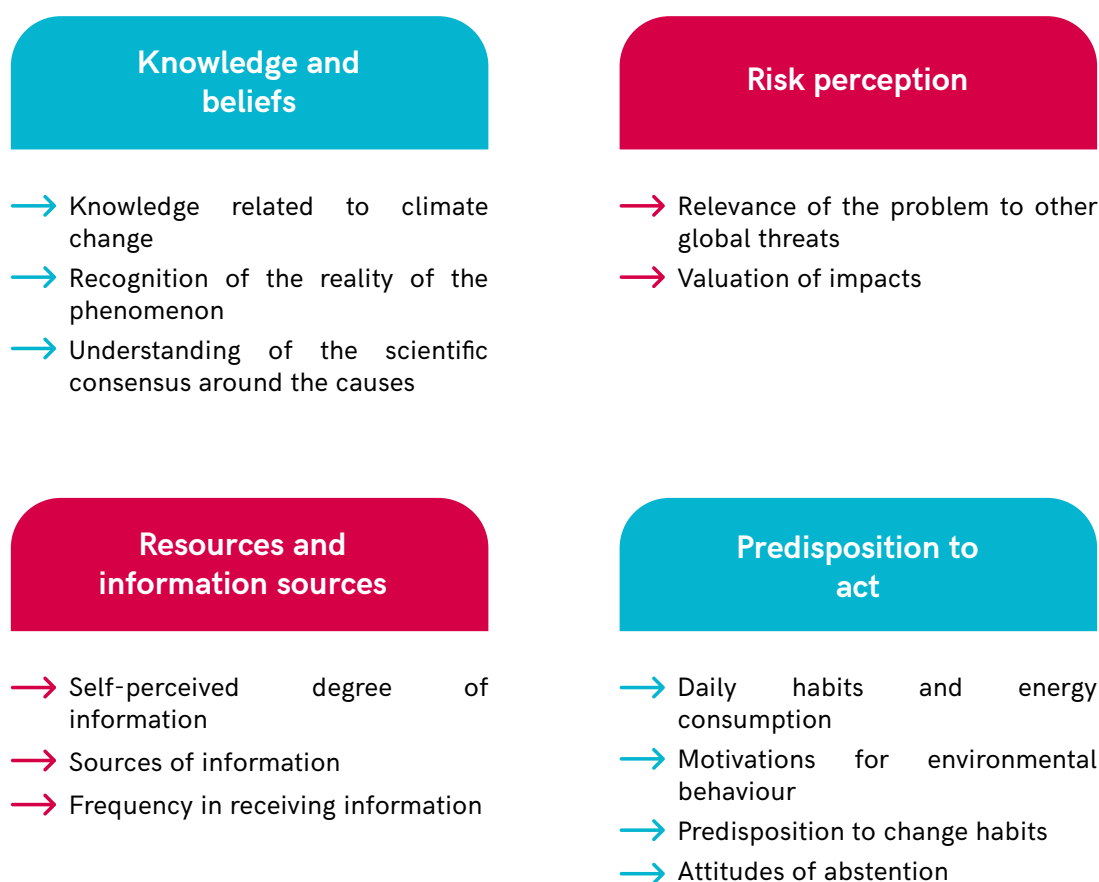 Knowledge and
beliefs
Knowledge related to climate
change
Recognition of the reality of the
phenomenon
Understanding of the scientific
consensus around the causes
Risk perception
Relevance of the problem to other
global threats
Valuation of impacts
Resources and
information sources
Self-perceived degree of
information
Sources of information
Frequency in receiving information
Predisposition to
act
Daily habits and energy
consumption
Motivations for environmental
behaviour
Predisposition to change habits
Attitudes of abstention